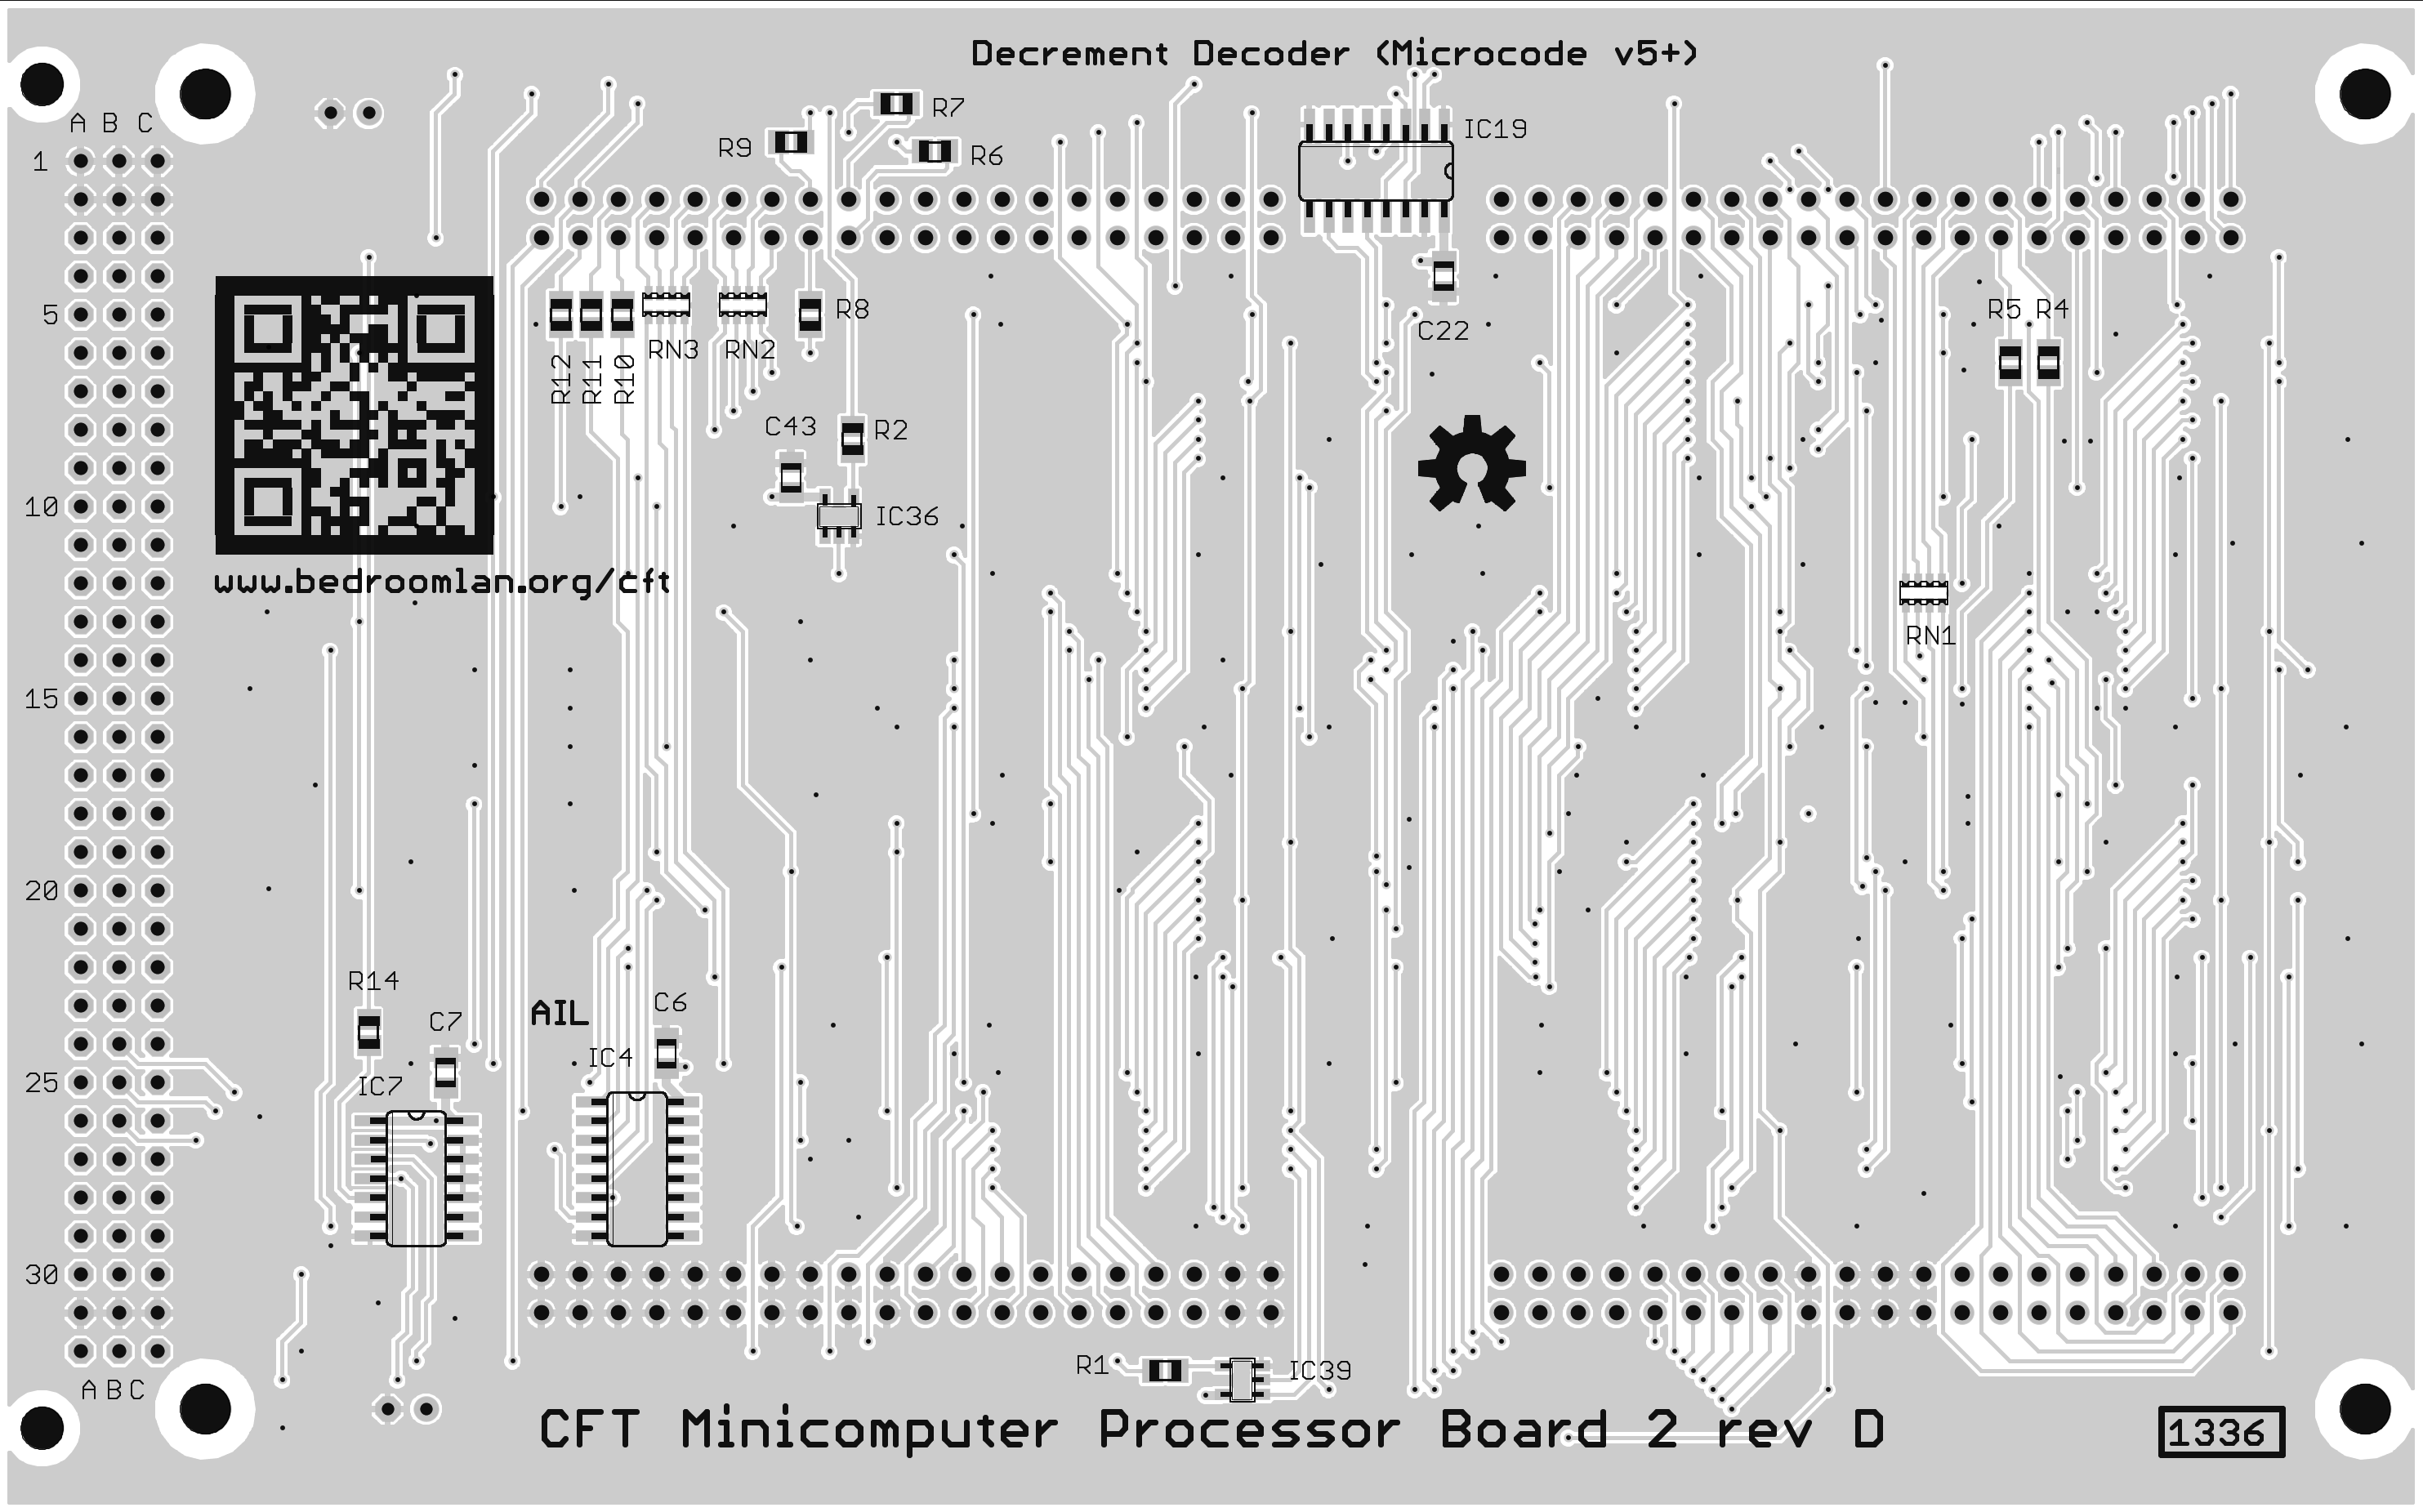 Decrement Decoder (Microcode v5+)
A B C
R7
IC19
R9
R6
1
5
R8
R5 R4
C22
RN3
RN2
R12
R11
R10
C43
R2
10
IC36
www.bedroomlan.org/cft
RN1
15
20
R14
C6
AIL
C7
IC4
25
IC7
30
R1
IC39
A B C
CFT Minicomputer Processor Board 2 rev D
1336